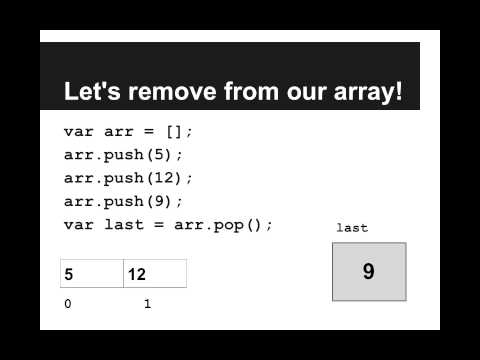 Let's remove from our array!
var arr = [];
arr.push(5);
arr.push(12);
arr.push(9);
var last = arr.pop();
last
9
5 12
0 1